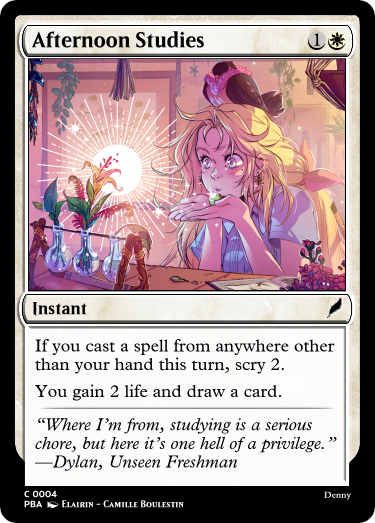 Afternoon Studies 1
Instant
If you cast a spell from anywhere other
than your hand this turn, scry 2.
You gain 2 life and draw a card.
“Where I’m from, studying is a serious
chore, but here it’s one hell of a privilege.”
—Dylan, Unseen Freshman
C 0004
Denny
PBA Elairin – Camille Boulestin